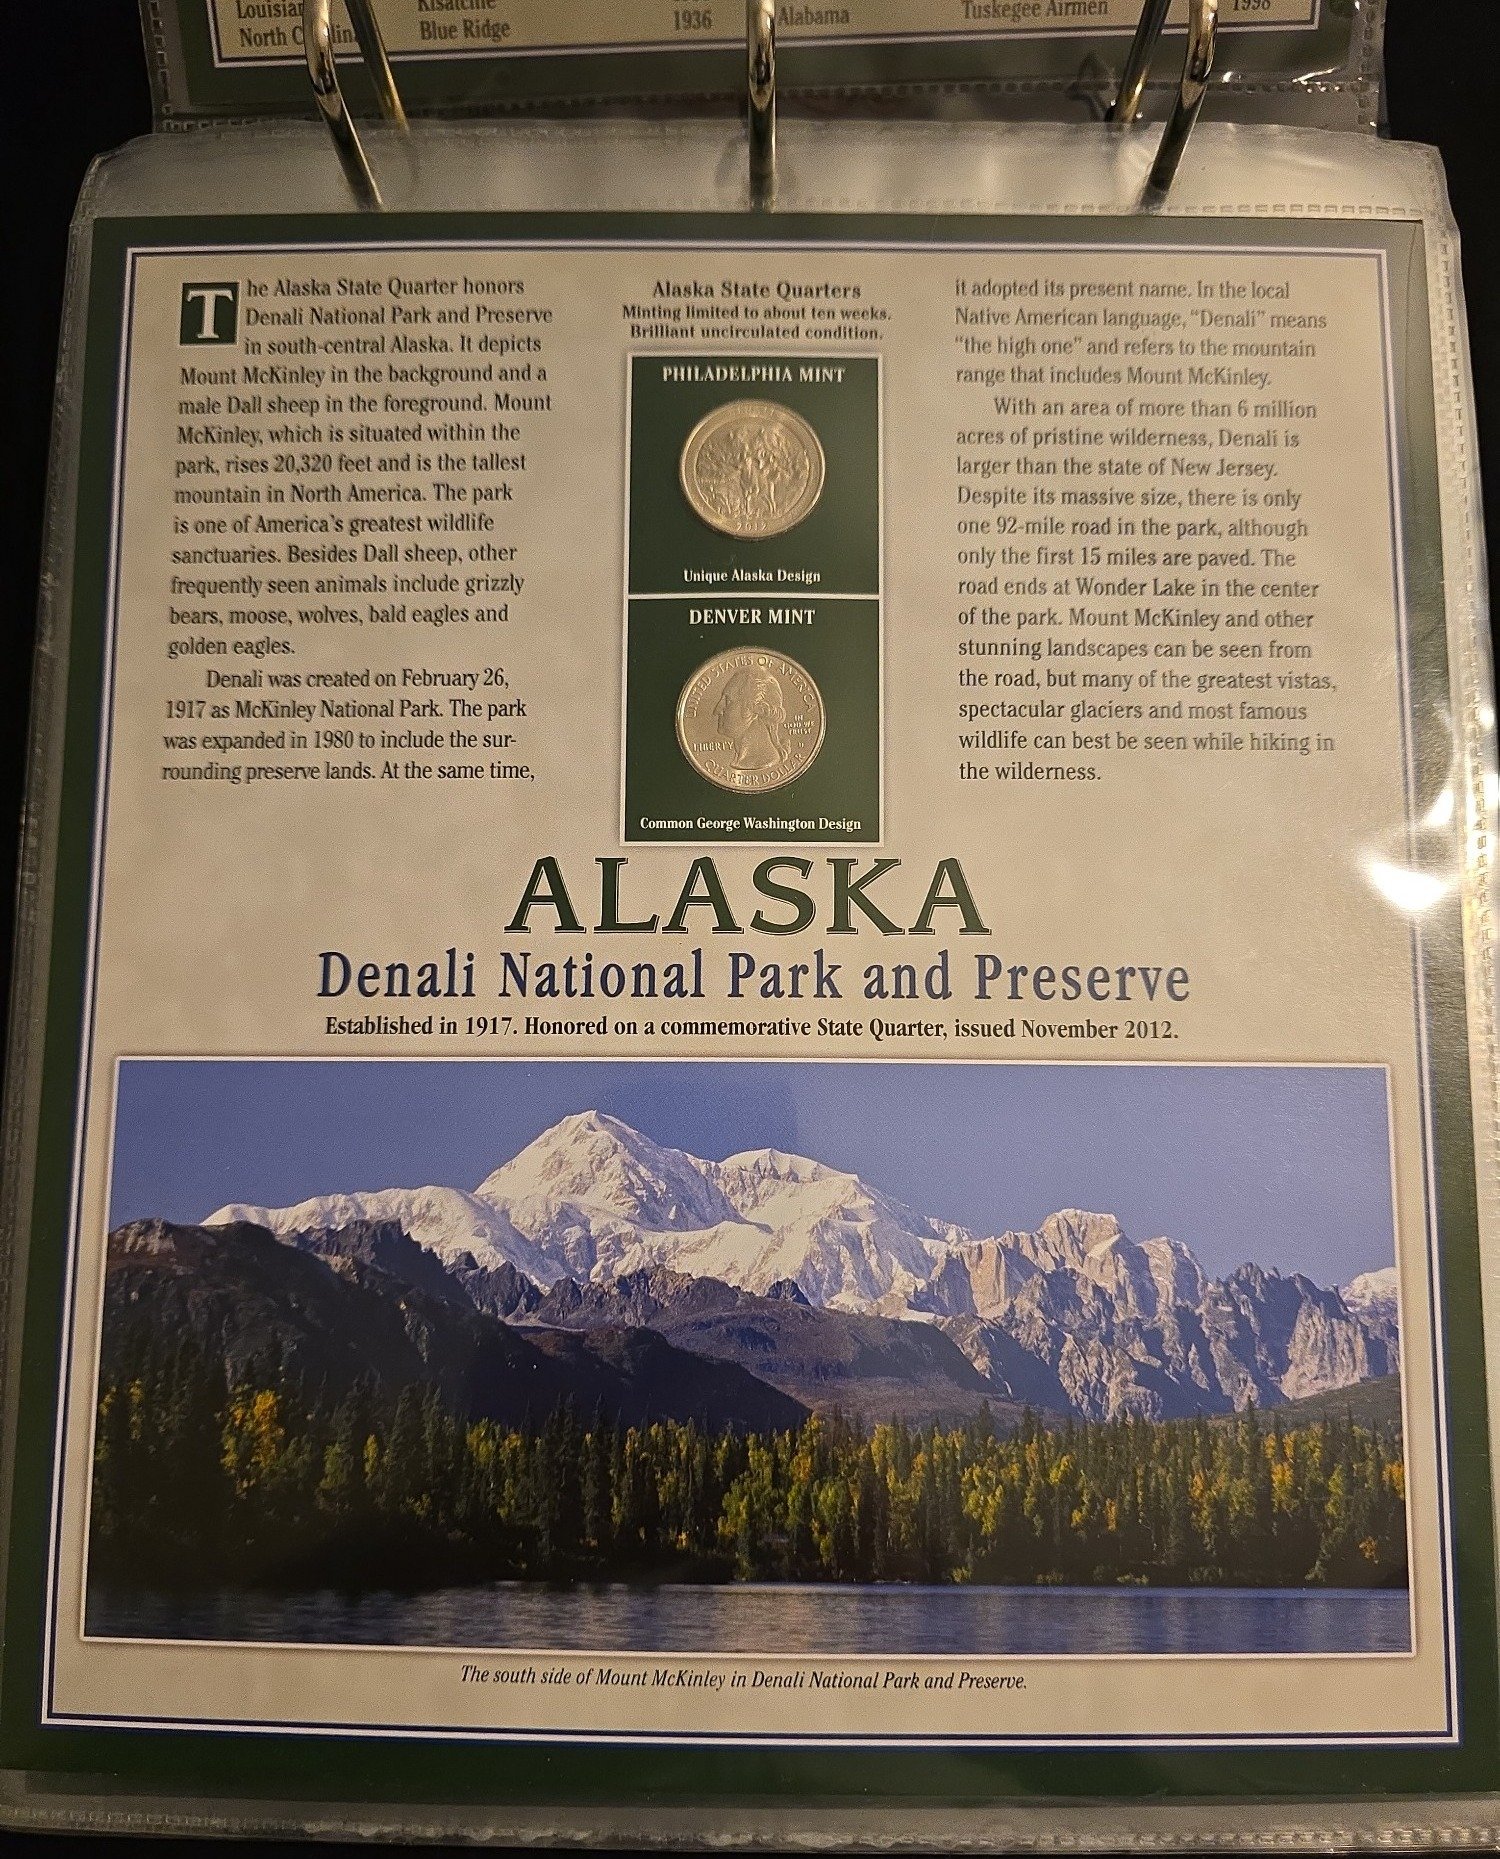 Louisiana
Kisatchie
North C
Blue Ridge
1936
Alabama
Tuskegee Airmen
1998
The Alaska State Quarter honors
Denali National Park and Preserve
in south-central Alaska. It depicts
Mount McKinley in the background and a
male Dall sheep in the foreground. Mount
McKinley, which is situated within the
park, rises 20,320 feet and is the tallest
mountain in North America. The park
is one of America's greatest wildlife
sanctuaries. Besides Dall sheep, other
frequently seen animals include grizzly
bears, moose, wolves, bald eagles and
golden eagles.
Denali was created on February 26,
1917 as McKinley National Park. The park
was expanded in 1980 to include the sur-
rounding preserve lands. At the same time,
Alaska State Quarters
Minting limited to about ten weeks.
Brilliant uncirculated condition.
PHILADELPHIA MINT
2012
Unique Alaska Design
DENVER MINT
UNITED STATES OF AMERICA
LIBERTY
IN
GOD WE
TRUST
D
QUARTER DOLLAR
Common George Washington Design
it adopted its present name. In the local
Native American language, “Denali” means
“the high one” and refers to the mountain
range that includes Mount McKinley.
With an area of more than 6 million
acres of pristine wilderness, Denali is
larger than the state of New Jersey.
Despite its massive size, there is only
one 92-mile road in the park, although
only the first 15 miles are paved. The
road ends at Wonder Lake in the center
of the park. Mount McKinley and other
stunning landscapes can be seen from
the road, but many of the greatest vistas,
spectacular glaciers and most famous
wildlife can best be seen while hiking in
the wilderness.
ALASKA
Denali National Park and Preserve
Established in 1917. Honored on a commemorative State Quarter, issued November 2012.
The south side of Mount McKinley in Denali National Park and Preserve.